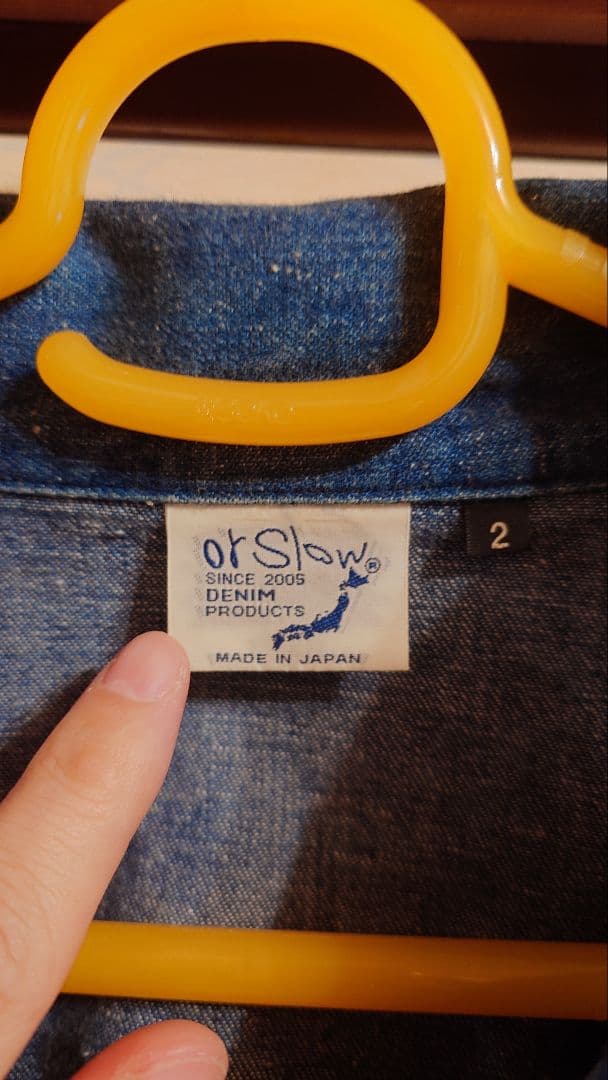 orSlow®
SINCE 2005
DENIM
PRODUCTS
MADE IN JAPAN
2